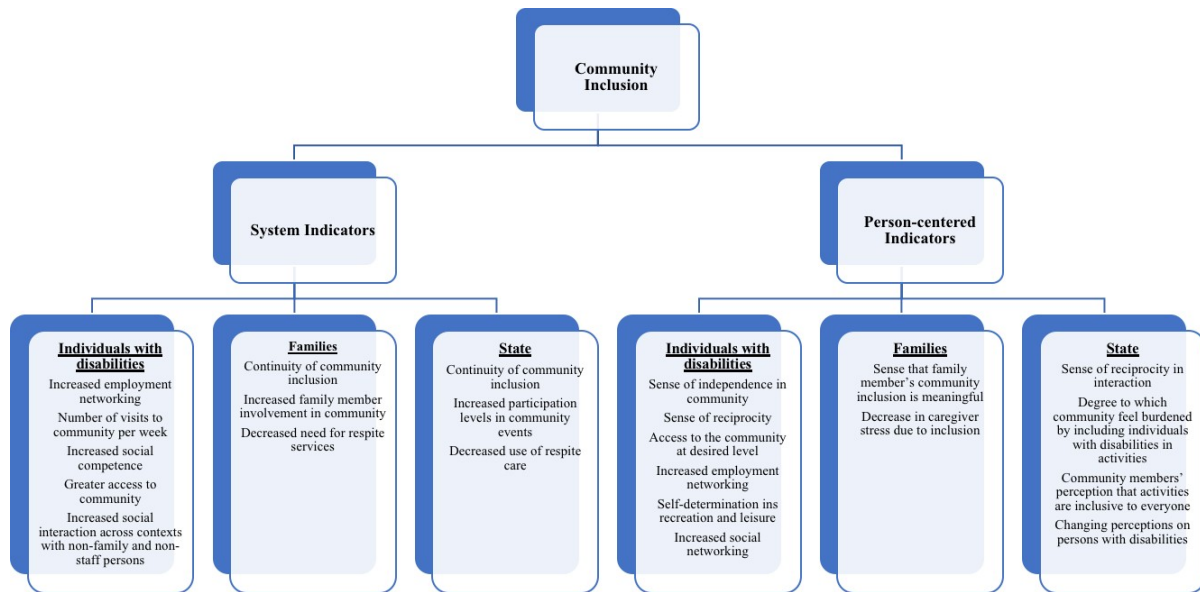 Community
Inclusion
System Indicators
Person-centered
Indicators
Individuals with
disabilities
Increased employment
networking
Number of visits to
community per week
Increased social
competence
Greater access to
community
Increased social
interaction across contexts
with non-family and non-
staff persons
Families
Continuity of community
inclusion
Increased family member
involvement in community
Decreased need for respite
services
State
Continuity of community
inclusion
Increased participation
levels in community
events
Decreased use of respite
care
Individuals with
disabilities
Sense of independence in
community
Sense of reciprocity
Access to the community
at desired level
Increased employment
networking
Self-determination ins
recreation and leisure
Increased social
networking
Families
Sense that family
member’s community
inclusion is meaningful
Decrease in caregiver
stress due to inclusion
State
Sense of reciprocity in
interaction
Degree to which
community feel burdened
by including individuals
with disabilities in
activities
Community members’
perception that activities
are inclusive to everyone
Changing perceptions on
persons with disabilities